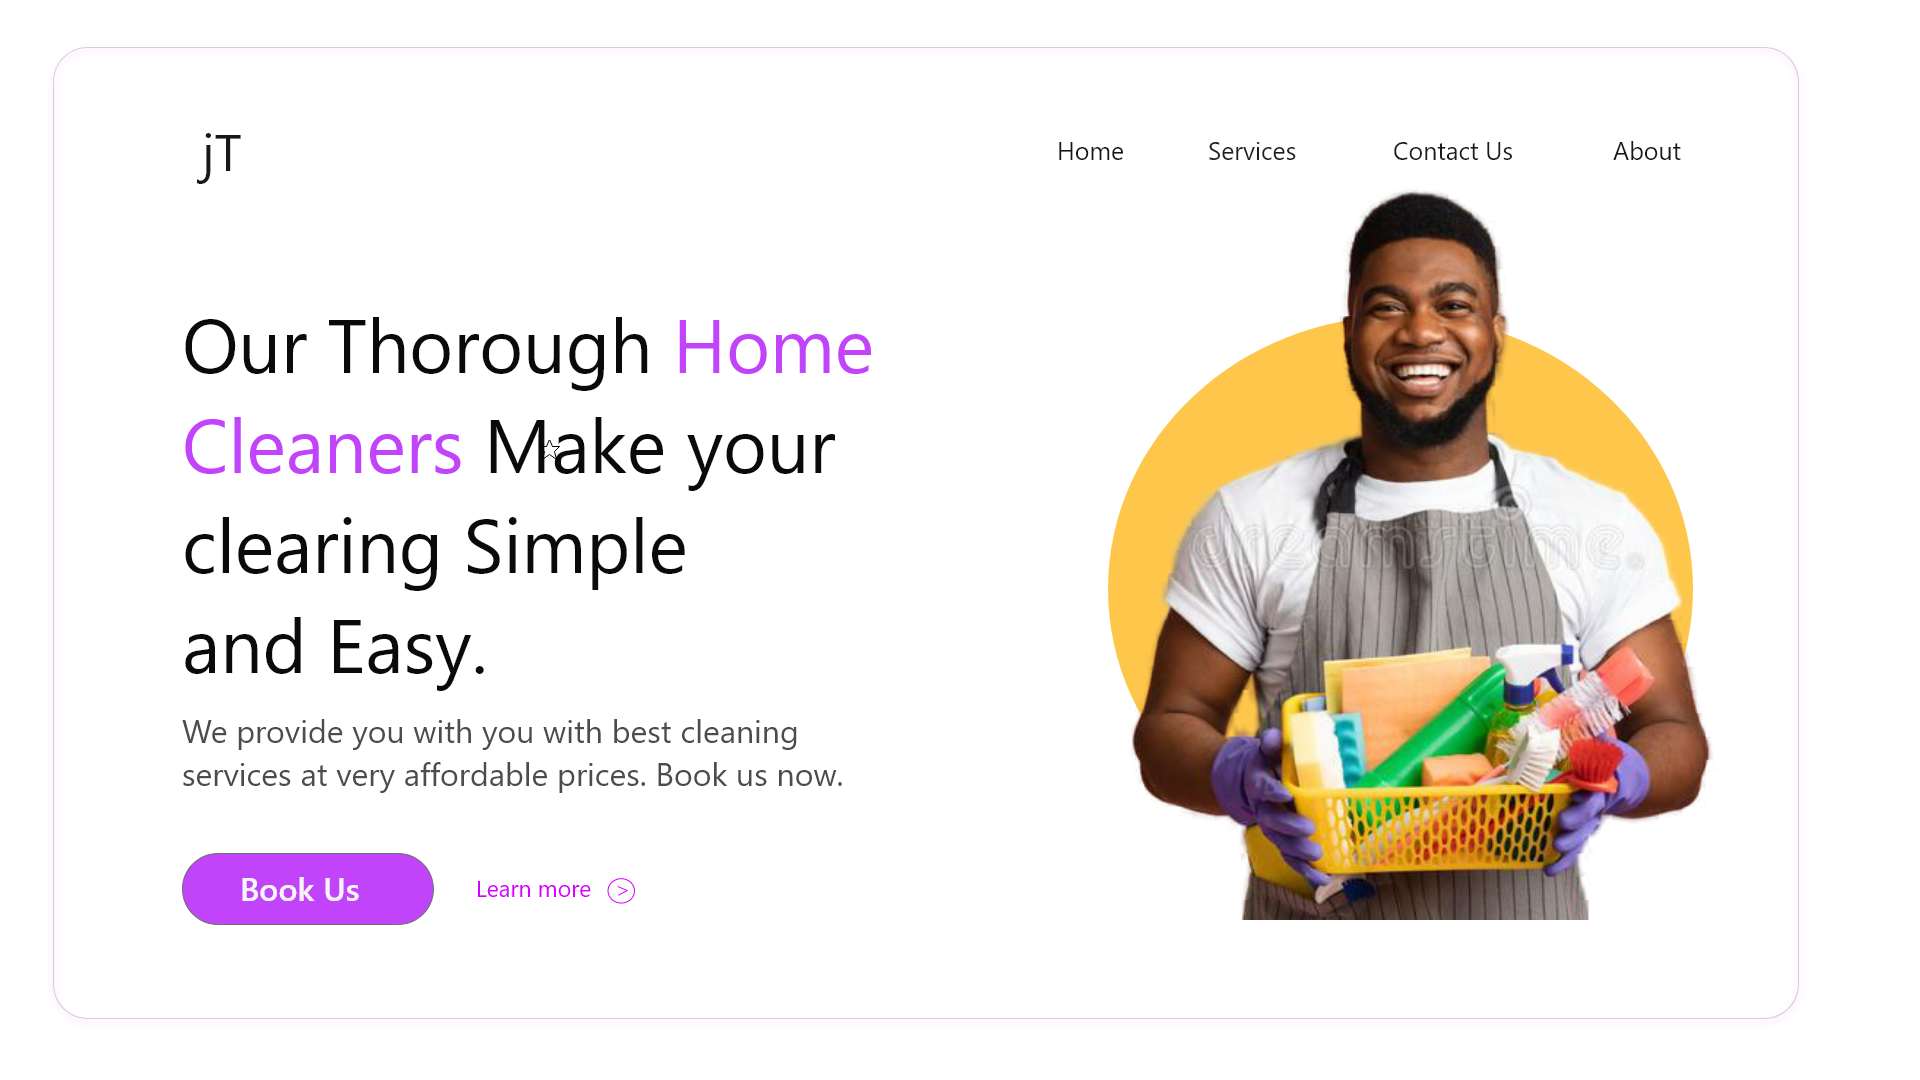 jT
Home Services Contact Us About
Our Thorough Home
Cleaners Make your
clearing Simple
and Easy.
We provide you with you with best cleaning
services at very affordable prices. Book us now.
Book Us
Learn more >
dreamstime.